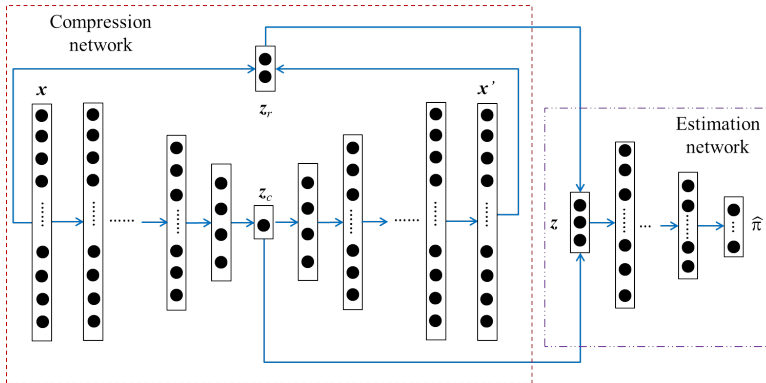 Compression
network
z_r
x
x'
z_c
Estimation
network
z
π̂